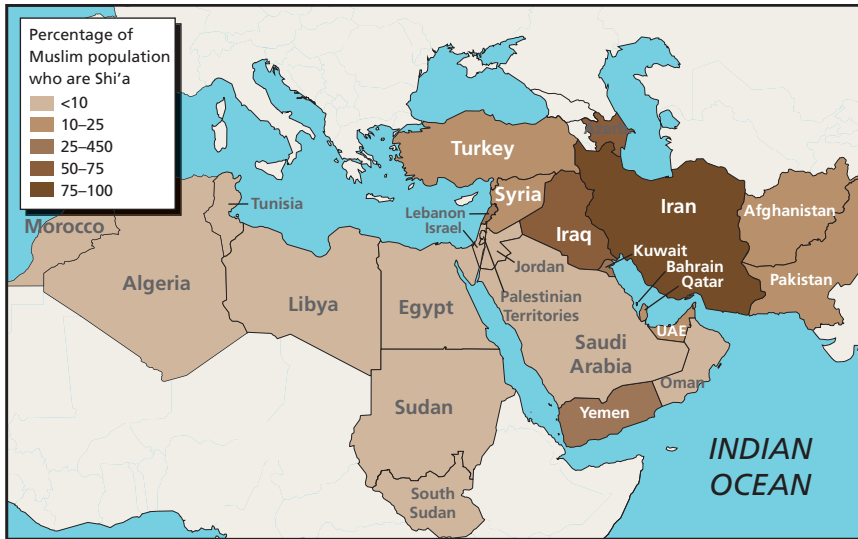 Percentage of
Muslim population
who are Shi'a
<10
10–25
25–450
50–75
75–100
Turkey
Tunisia
Morocco
Syria
Lebanon
Israel
Iran
Afghanistan
Iraq
Kuwait
Bahrain
Qatar
Pakistan
Jordan
Palestinian
Territories
Algeria
Libya
Egypt
UAE
Saudi
Arabia
Oman
Sudan
Yemen
INDIAN
OCEAN
South
Sudan